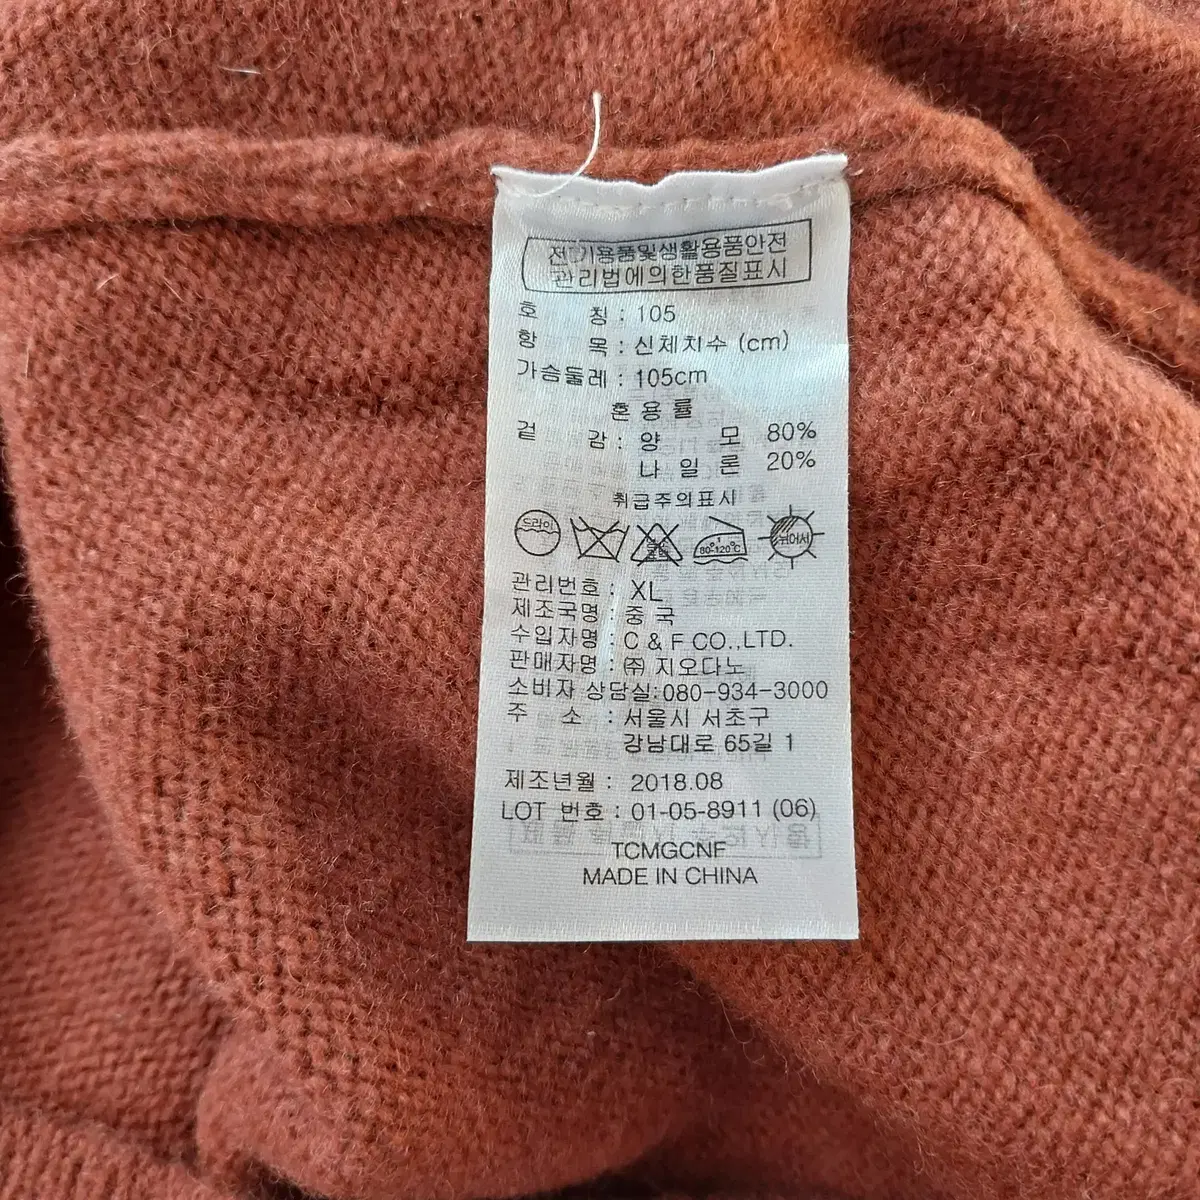 전기용품및생활용품안전
관리법에의한품질표시
호 칭 : 105
항 목 : 신체치수 (cm)
가슴둘레 : 105cm
혼용률
겉 감 : 양 모 80%
나일론 20%
취급주의표시
드라이 80~120°C 뉘어서
관리번호 : XL
제조국명 : 중국
수입자명 : C & F CO.,LTD.
판매자명 : ㈜ 지오다노
소비자 상담실:080-934-3000
주 소 : 서울시 서초구
강남대로 65길 1
제조년월 : 2018.08
LOT 번호 : 01-05-8911 (06)
TCMGCNF
MADE IN CHINA